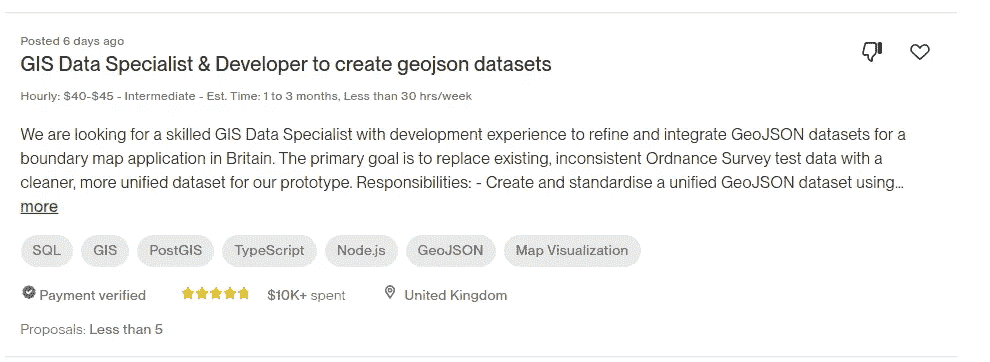 Posted 6 days ago
GIS Data Specialist & Developer to create geojson datasets
Hourly: $40-$45 - Intermediate - Est. Time: 1 to 3 months, Less than 30 hrs/week
We are looking for a skilled GIS Data Specialist with development experience to refine and integrate GeoJSON datasets for a
boundary map application in Britain. The primary goal is to replace existing, inconsistent Ordnance Survey test data with a
cleaner, more unified dataset for our prototype. Responsibilities: - Create and standardise a unified GeoJSON dataset using...
more
SQL GIS PostGIS TypeScript Node.js GeoJSON Map Visualization
Payment verified $10K+ spent United Kingdom
Proposals: Less than 5